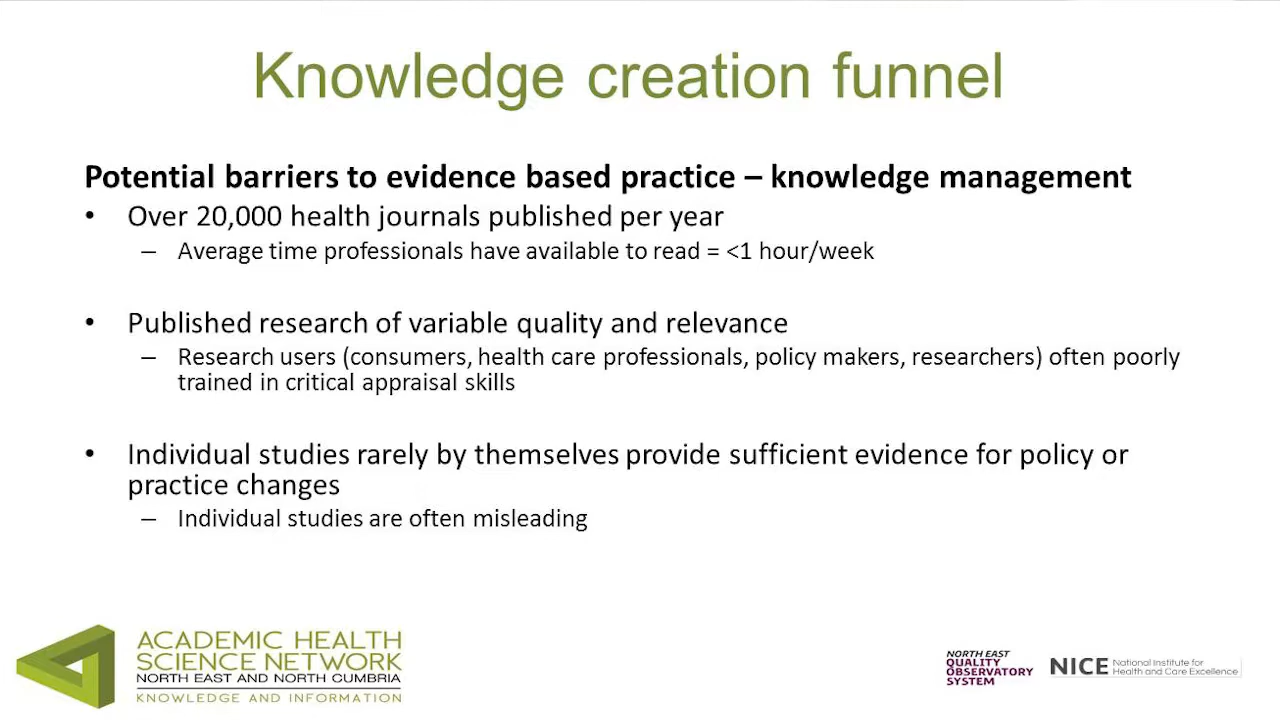 Knowledge creation funnel
Potential barriers to evidence based practice – knowledge management
• Over 20,000 health journals published per year
– Average time professionals have available to read = <1 hour/week
• Published research of variable quality and relevance
– Research users (consumers, health care professionals, policy makers, researchers) often poorly
trained in critical appraisal skills
• Individual studies rarely by themselves provide sufficient evidence for policy or
practice changes
– Individual studies are often misleading
ACADEMIC HEALTH
SCIENCE NETWORK
NORTH EAST AND NORTH CUMBRIA
KNOWLEDGE AND INFORMATION
NORTH EAST
QUALITY
OBSERVATORY
SYSTEM
NICE National Institute for
Health and Care Excellence